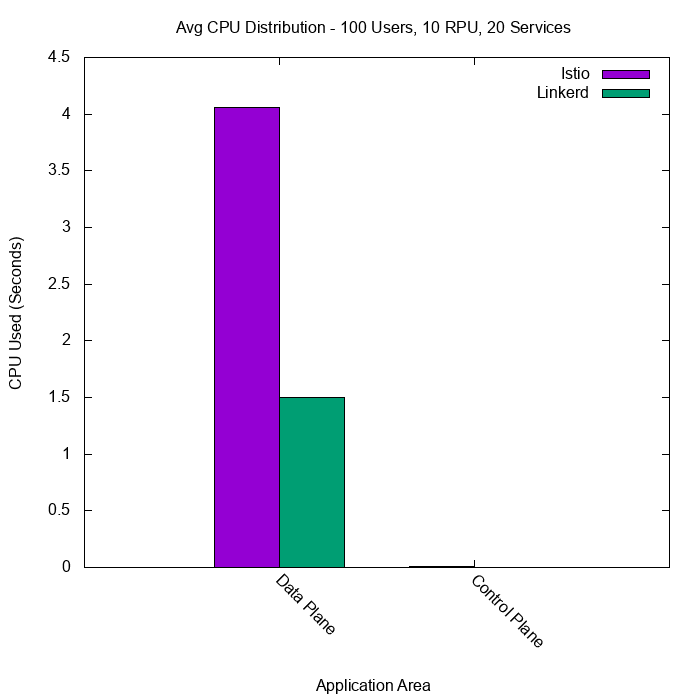 Avg CPU Distribution - 100 Users, 10 RPU, 20 Services
Istio
Linkerd
4.5
4
3.5
3
2.5
2
1.5
1
0.5
0
CPU Used (Seconds)
Data Plane
Control Plane
Application Area